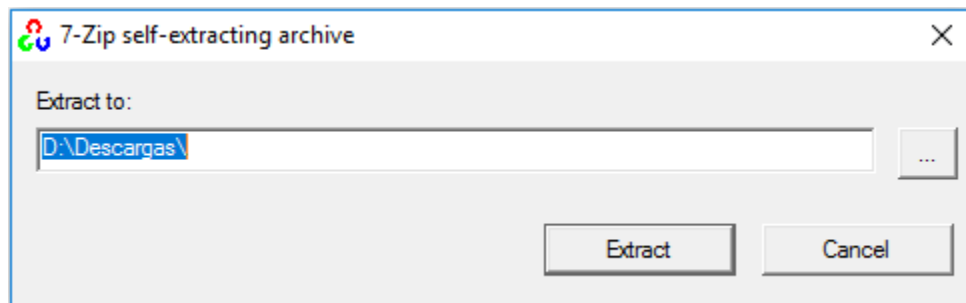 7-Zip self-extracting archive
Extract to:
D:\Descargas\
...
Extract
Cancel